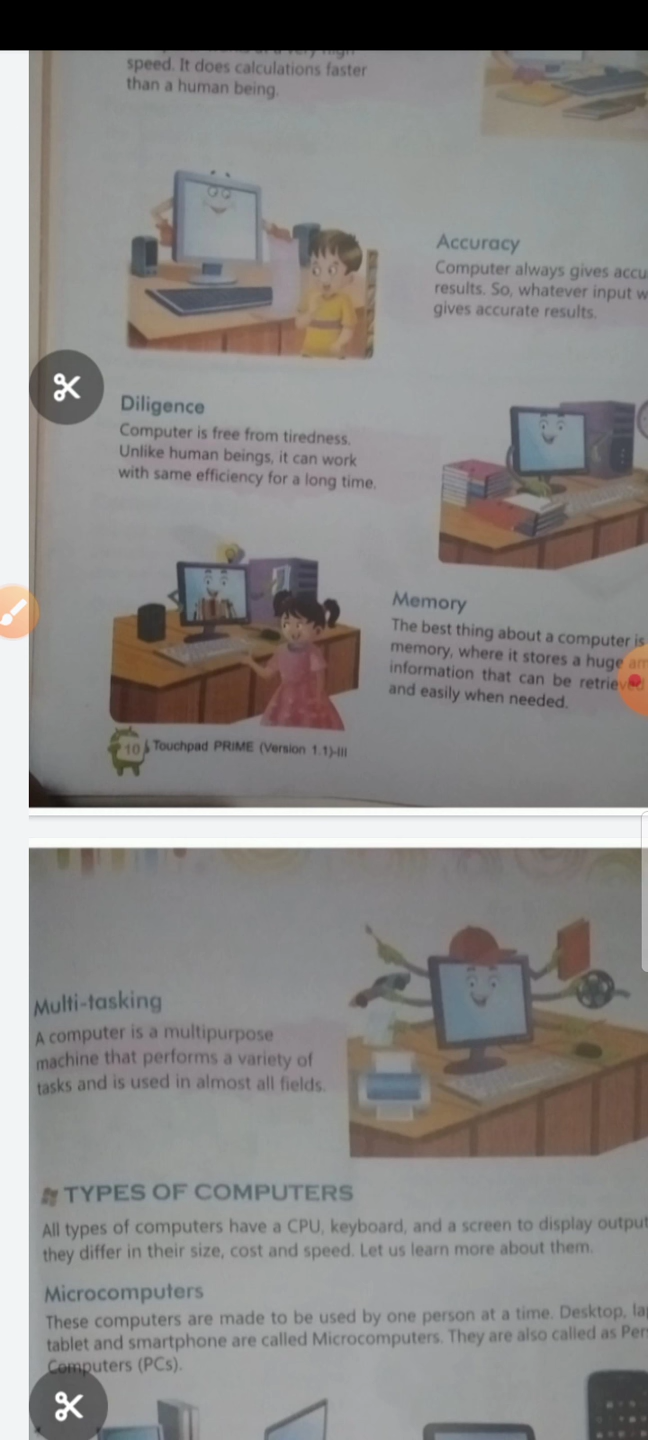 speed. It does calculations faster
than a human being.
Accuracy
Computer always gives
results. So, whatever input
gives accurate results.
Diligence
Computer is free from tiredness.
Unlike human beings, it can work
with same efficiency for a long time.
Memory
The best thing about a computer is
memory, where it stores a huge
information that can be
and easily when needed.
10 Touchpad PRIME (Version 1.1)-III
Multi-tasking
A computer is a multipurpose
machine that performs a variety of
tasks and is used in almost all fields.
TYPES OF COMPUTERS
All types of computers have a CPU, keyboard, and a screen to display output
they differ in their size, cost and speed. Let us learn more about them.
Microcomputers
These computers are made to be used by one person at a time. Desktop,
tablet and smartphone are called Microcomputers. They are also called as
Computers (PCs).